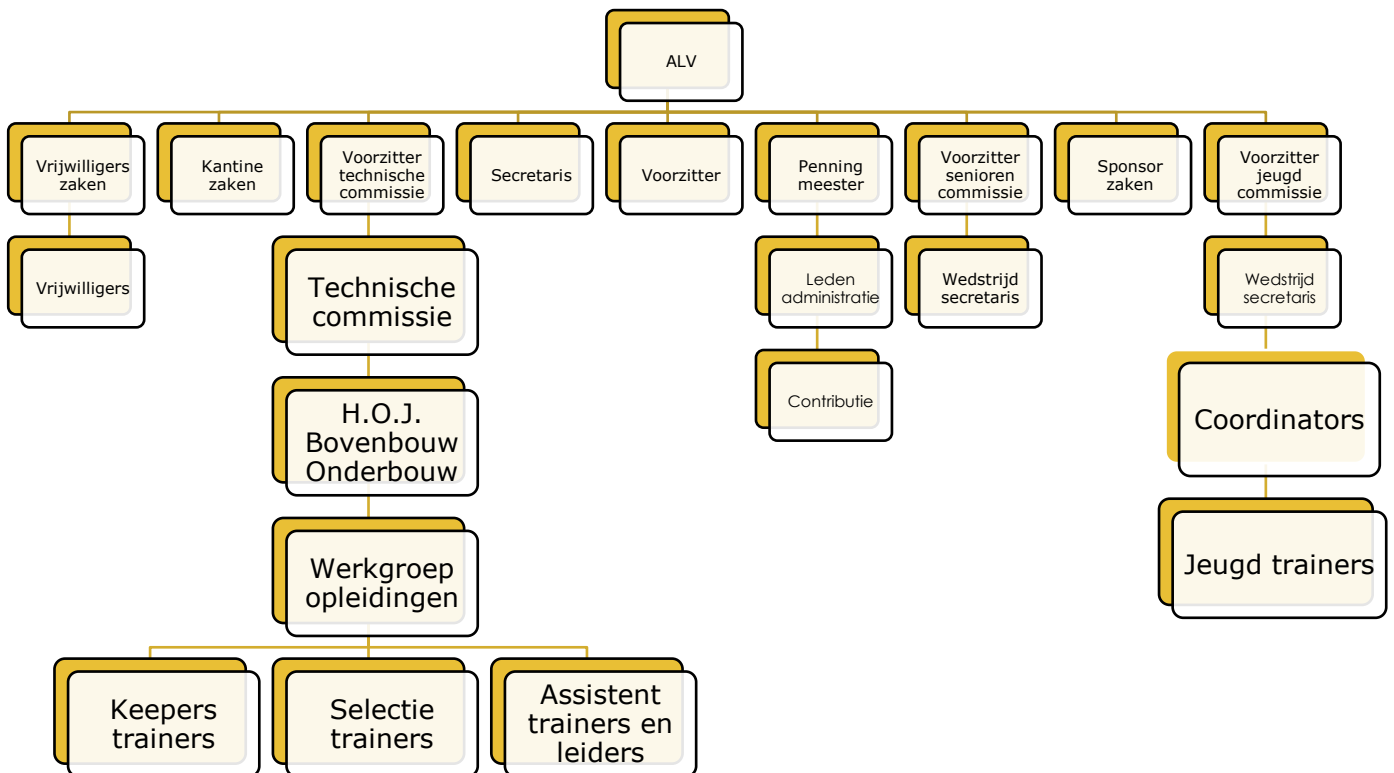 ALV
Vrijwilligers
zaken
Kantine
zaken
Voorzitter
technische
commissie
Secretaris
Voorzitter
Penning
meester
Voorzitter
senioren
commissie
Sponsor
zaken
Voorzitter
jeugd
commissie
Vrijwilligers
Technische
commissie
Leden
administratie
Wedstrijd
secretaris
Wedstrijd
secretaris
H.O.J.
Bovenbouw
Onderbouw
Contributie
Coordinators
Werkgroep
opleidingen
Jeugd trainers
Keepers
trainers
Selectie
trainers
Assistent
trainers en
leiders